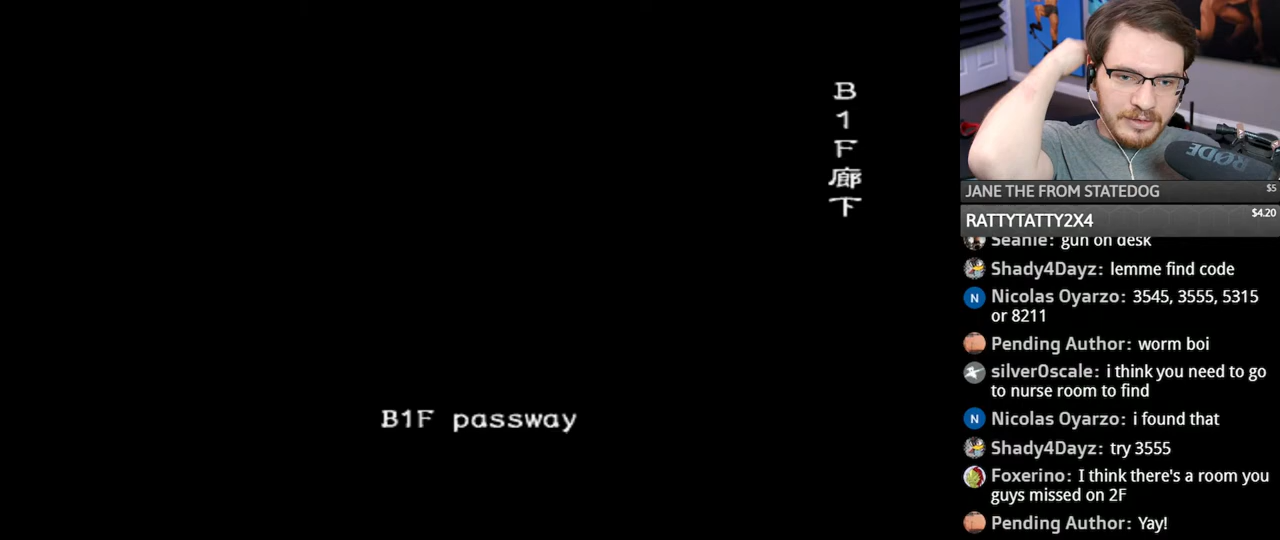 B1F廊下
B1F passway
RØDE
JANE THE FROM STATEDOG $5
RATTYTATTY2X4 $4.20
Seanie: gun on desk
Shady4Dayz: lemme find code
N Nicolas Oyarzo: 3545, 3555, 5315
or 8211
Pending Author: worm boi
silver0scale: i think you need to go
to nurse room to find
N Nicolas Oyarzo: i found that
Shady4Dayz: try 3555
Foxerino: I think there's a room you
guys missed on 2F
Pending Author: Yay!